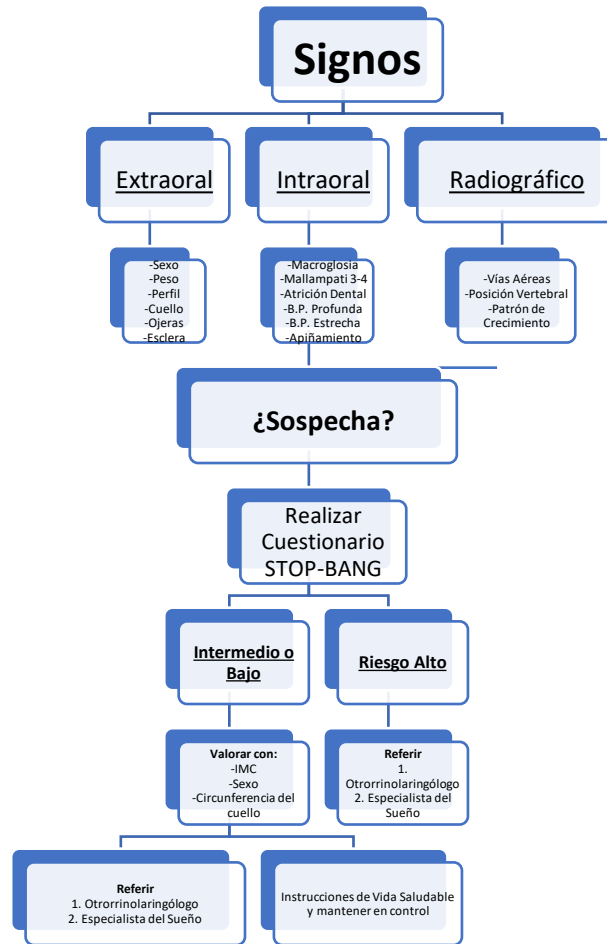 Signos
Extraoral
Intraoral
Radiográfico
-Sexo
-Peso
-Perfil
-Cuello
-Ojeras
-Esclera
-Macroglosia
-Mallampati 3-4
-Atrición Dental
-B.P. Profunda
-B.P. Estrecha
-Apiñamiento
-Vías Aéreas
-Posición Vertebral
-Patrón de
Crecimiento
¿Sospecha?
Realizar
Cuestionario
STOP-BANG
Intermedio o
Bajo
Riesgo Alto
Valorar con:
-IMC
-Sexo
-Circunferencia del
cuello
Referir
1.
Otrorrinolaringólogo
2. Especialista del
Sueño
Referir
1. Otrorrinolaringólogo
2. Especialista del Sueño
Instrucciones de Vida Saludable
y mantener en control